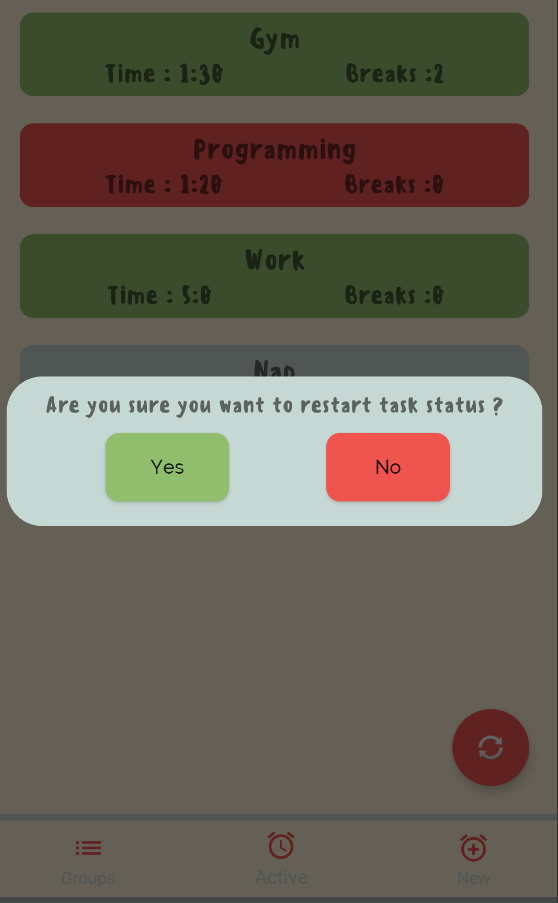 Gym
Time : 1:30 Breaks :2
Programming
Time : 1:20 Breaks :0
Work
Time : 5:0 Breaks :0
Nap
Are you sure you want to restart task status ?
Yes No
Groups Active New